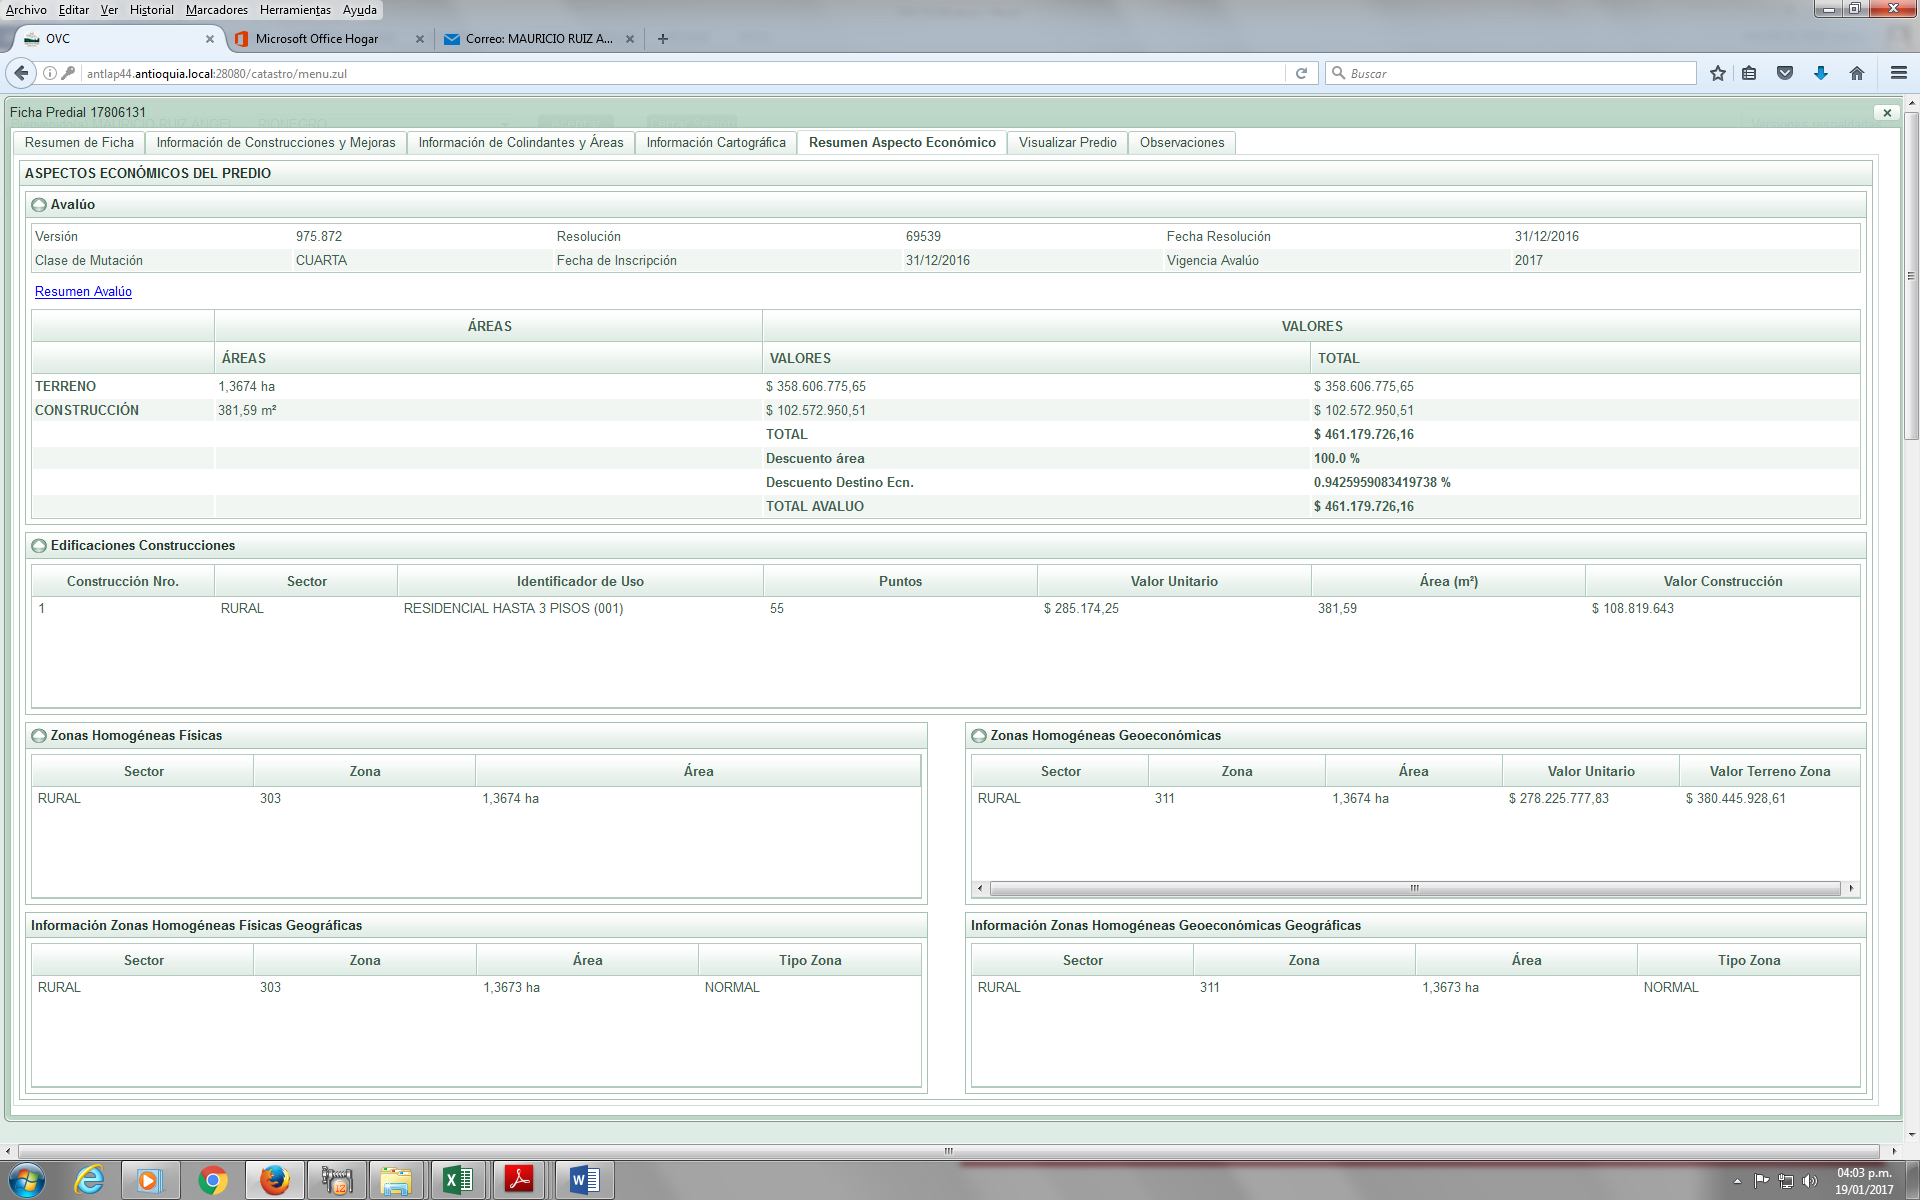 Archivo Editar Ver Historial Marcadores Herramientas Ayuda
OVC
Microsoft Office Hogar
Correo: MAURICIO RUIZ A...
antlap44.antioquia.local:28080/catastro/menu.zul
Buscar
Ficha Predial 17806131
Resumen de Ficha
Información de Construcciones y Mejoras
Información de Colindantes y Áreas
Información Cartográfica
Resumen Aspecto Económico
Visualizar Predio
Observaciones
ASPECTOS ECONÓMICOS DEL PREDIO
Avalúo
Versión 975.872 Resolución 69539 Fecha Resolución 31/12/2016
Clase de Mutación CUARTA Fecha de Inscripción 31/12/2016 Vigencia Avalúo 2017
Resumen Avalúo
ÁREAS VALORES
ÁREAS VALORES TOTAL
TERRENO 1,3674 ha $ 358.606.775,65 $ 358.606.775,65
CONSTRUCCIÓN 381,59 m² $ 102.572.950,51 $ 102.572.950,51
TOTAL $ 461.179.726,16
Descuento área 100.0 %
Descuento Destino Ecn. 0.9425959083419738 %
TOTAL AVALUO $ 461.179.726,16
Edificaciones Construcciones
Construcción Nro. Sector Identificador de Uso Puntos Valor Unitario Área (m²) Valor Construcción
1 RURAL RESIDENCIAL HASTA 3 PISOS (001) 55 $ 285.174,25 381,59 $ 108.819.643
Zonas Homogéneas Físicas
Sector Zona Área
RURAL 303 1,3674 ha
Zonas Homogéneas Geoeconómicas
Sector Zona Área Valor Unitario Valor Terreno Zona
RURAL 311 1,3674 ha $ 278.225.777,83 $ 380.445.928,61
Información Zonas Homogéneas Físicas Geográficas
Sector Zona Área Tipo Zona
RURAL 303 1,3673 ha NORMAL
Información Zonas Homogéneas Geoeconómicas Geográficas
Sector Zona Área Tipo Zona
RURAL 311 1,3673 ha NORMAL
04:03 p.m.
19/01/2017